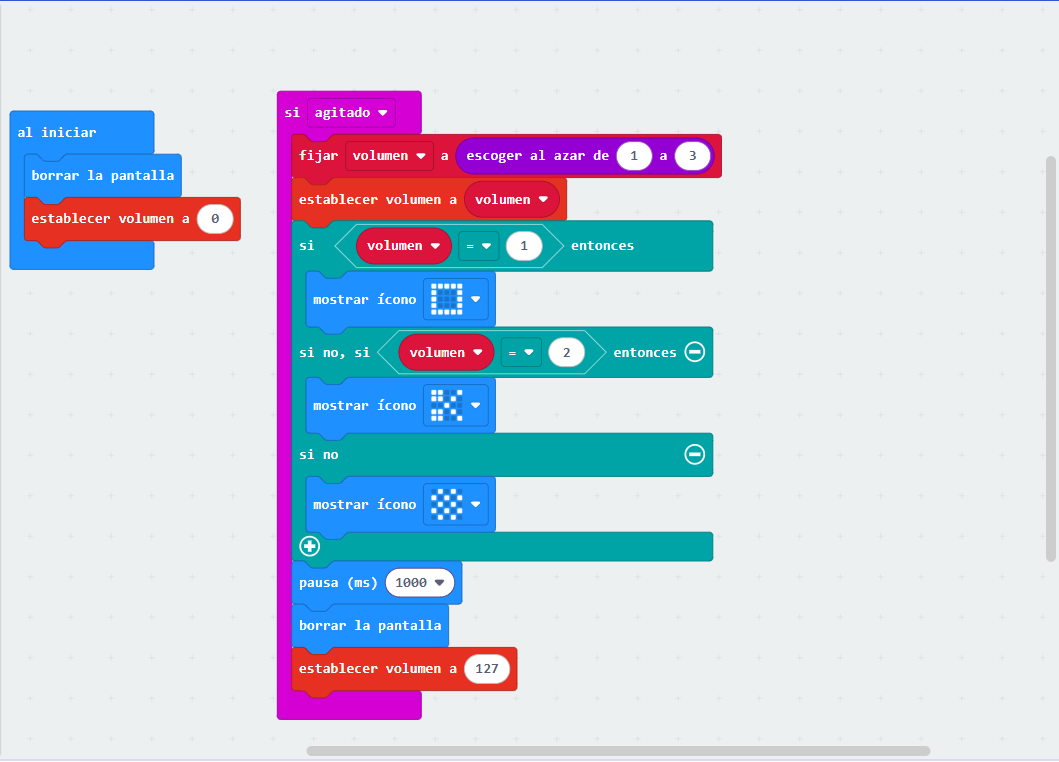 al iniciar
borrar la pantalla
establecer volumen a 0
si agitado
fijar volumen a escoger al azar de 1 a 3
establecer volumen a volumen
si volumen = 1 entonces
mostrar ícono
si no, si volumen = 2 entonces
mostrar ícono
si no
mostrar ícono
pausa (ms) 1000
borrar la pantalla
establecer volumen a 127